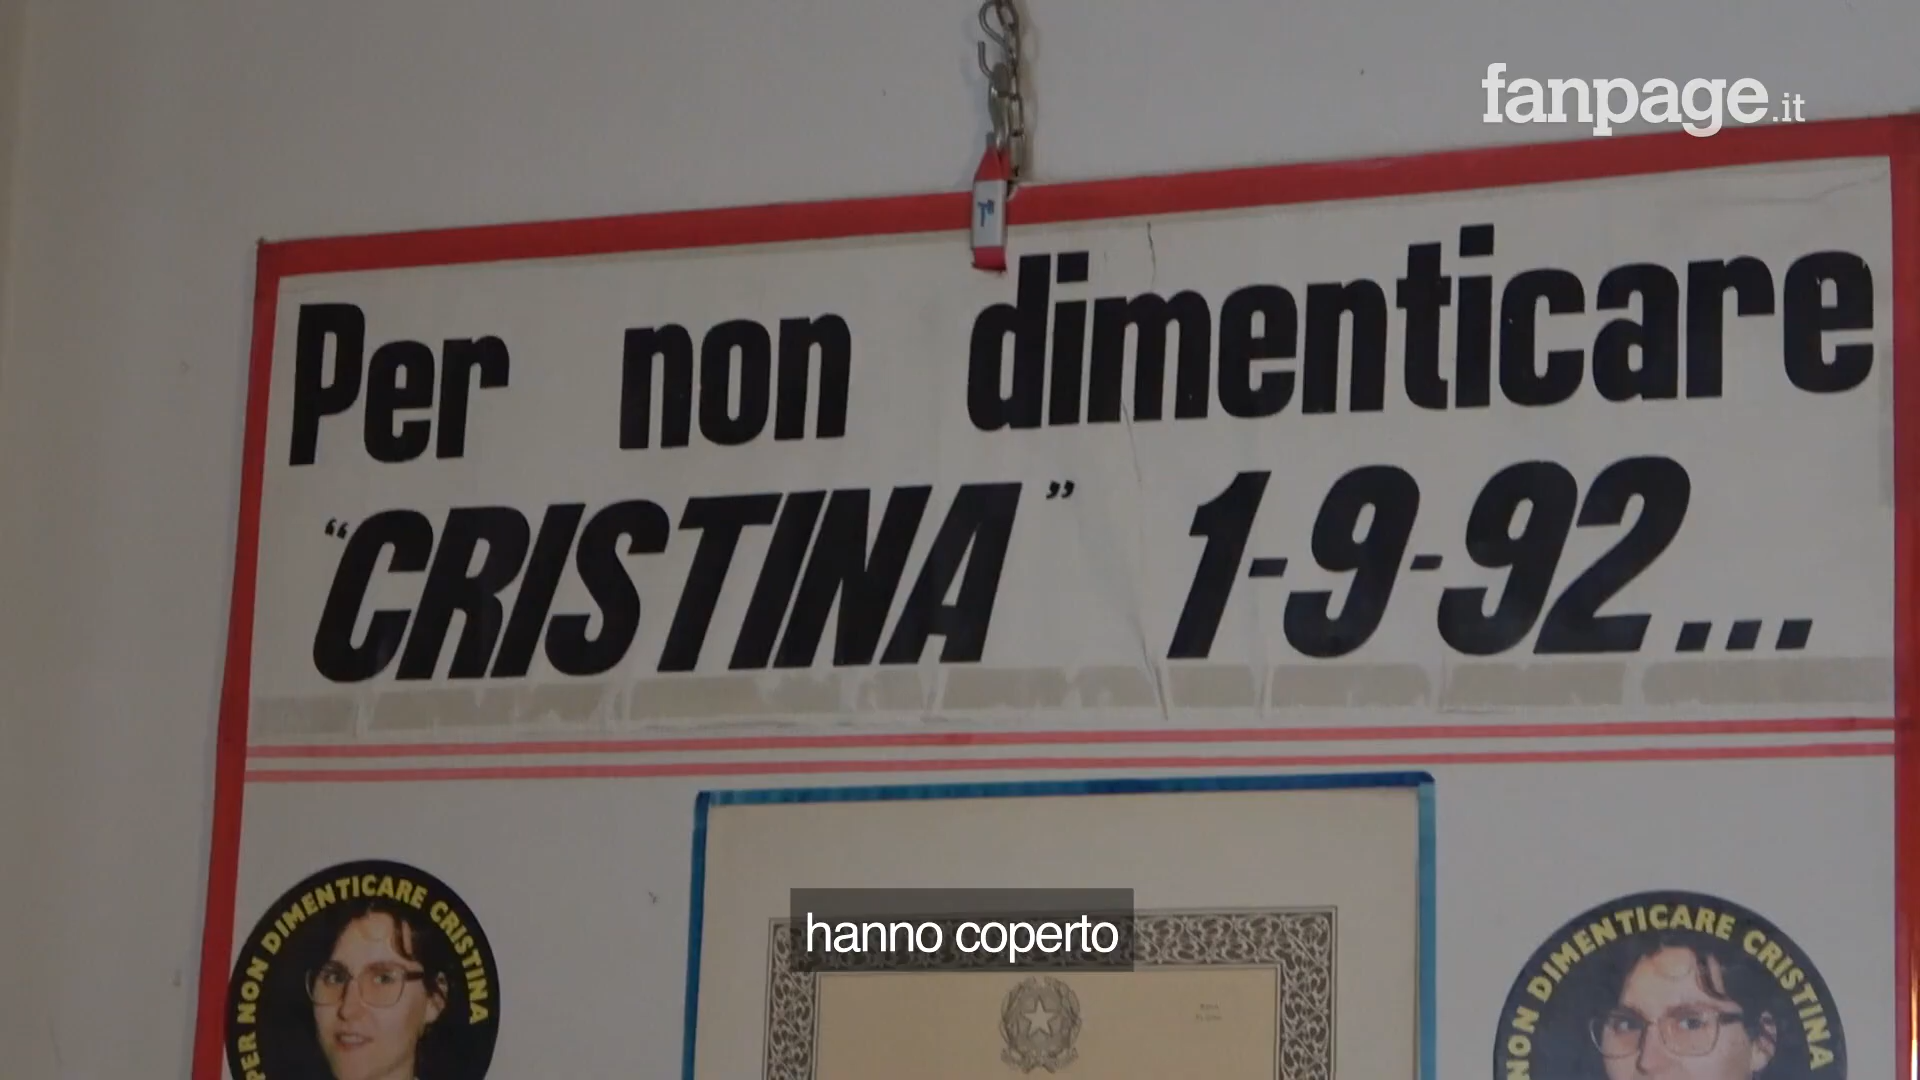 fanpage.it
Per non dimenticare
“CRISTINA” 1-9-92...
PER NON DIMENTICARE CRISTINA
NON DIMENTICARE CRISTINA
hanno coperto